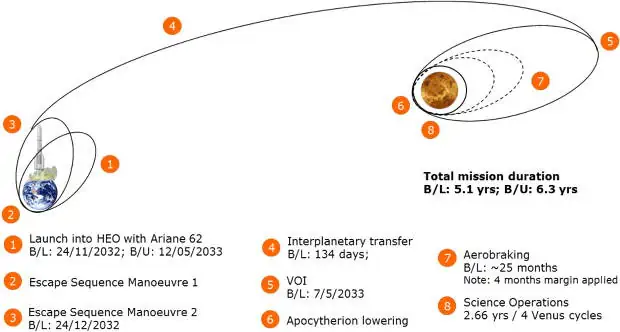 4
5
3
7
6
8
1
Total mission duration
B/L: 5.1 yrs; B/U: 6.3 yrs
2
1 Launch into HEO with Ariane 62
B/L: 24/11/2032; B/U: 12/05/2033
2 Escape Sequence Manoeuvre 1
3 Escape Sequence Manoeuvre 2
B/L: 24/12/2032
4 Interplanetary transfer
B/L: 134 days;
5 VOI
B/L: 7/5/2033
6 Apocytherion lowering
7 Aerobraking
B/L: ~25 months
Note: 4 months margin applied
8 Science Operations
2.66 yrs / 4 Venus cycles